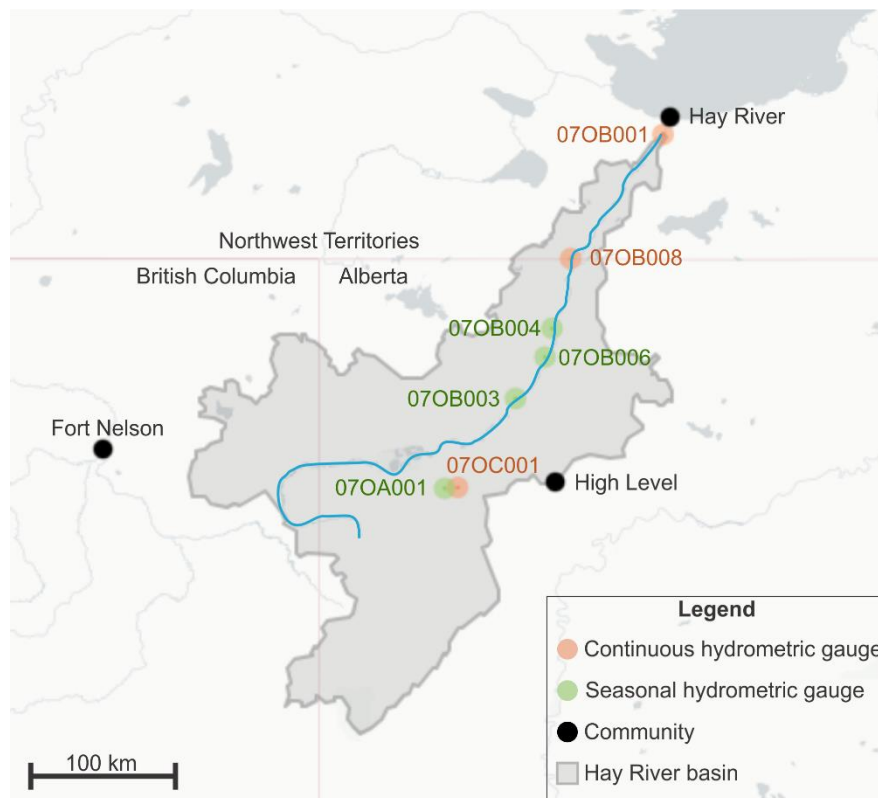 Hay River
07OB001
Northwest Territories
07OB008
British Columbia
Alberta
07OB004
07OB006
07OB003
Fort Nelson
07OC001
07OA001
High Level
Legend
Continuous hydrometric gauge
Seasonal hydrometric gauge
Community
Hay River basin
100 km